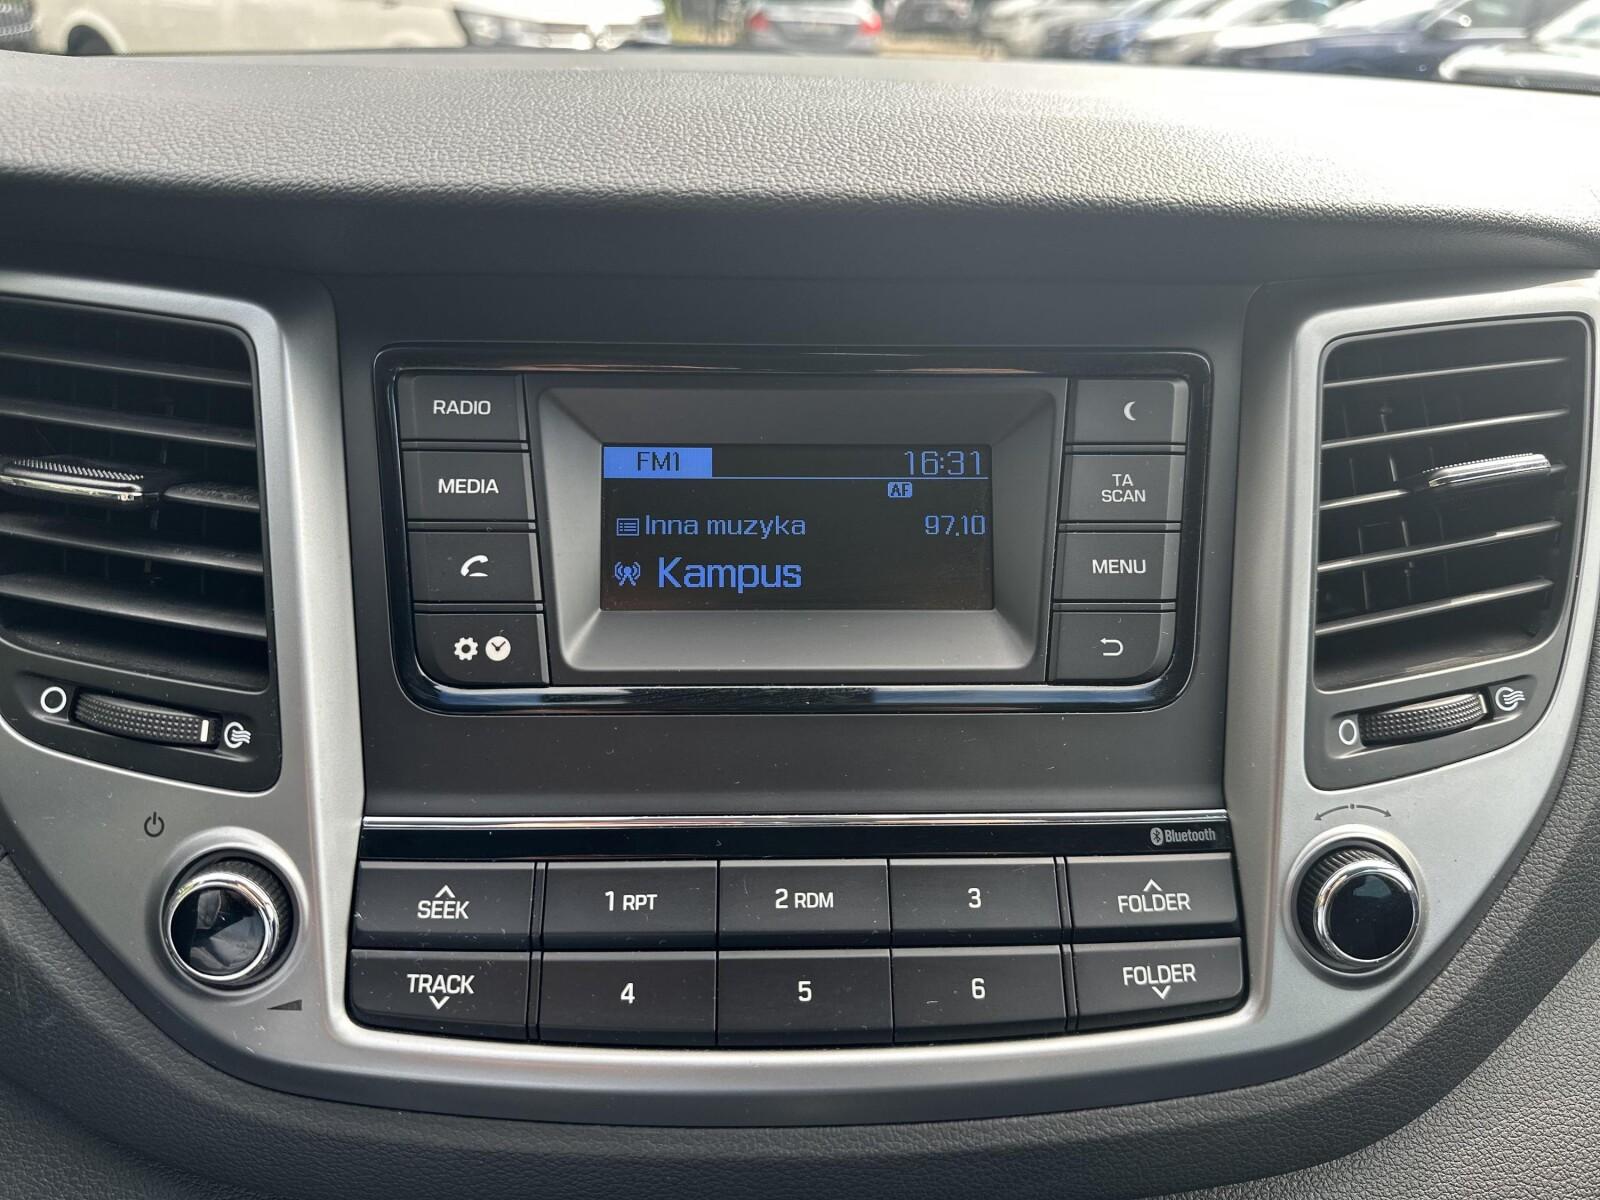 RADIO
MEDIA
FM1 16:31
AF
Inna muzyka 97.10
Kampus
TA
SCAN
MENU
Bluetooth
SEEK
1 RPT
2 RDM
3
FOLDER
TRACK
4
5
6
FOLDER